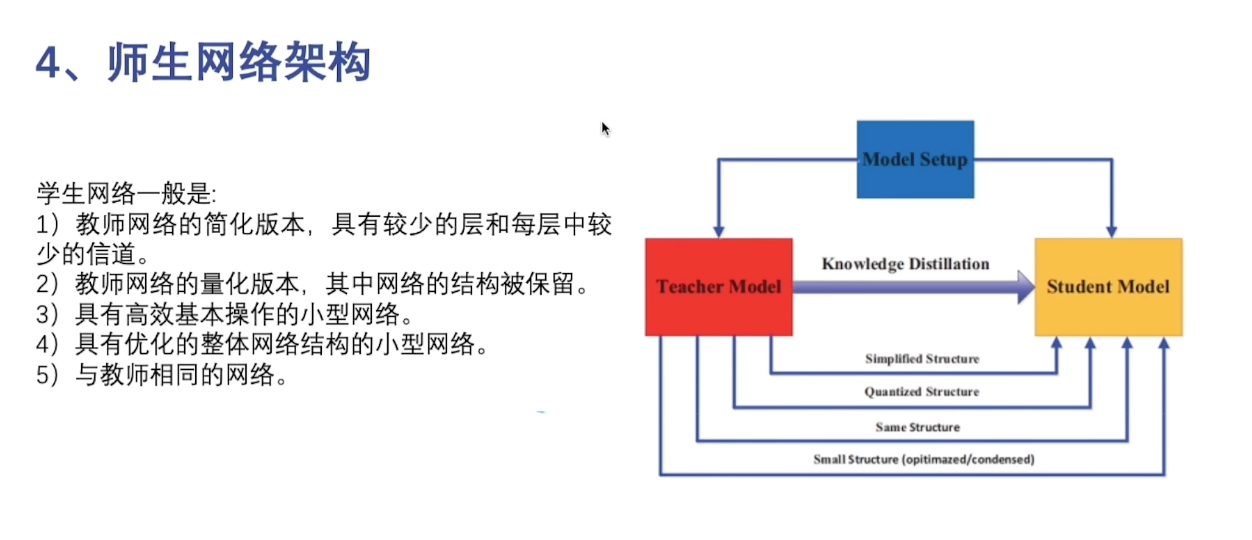 4、师生网络架构
学生网络一般是:
1）教师网络的简化版本，具有较少的层和每层中较
少的信道。
2）教师网络的量化版本，其中网络的结构被保留。
3）具有高效基本操作的小型网络。
4）具有优化的整体网络结构的小型网络。
5）与教师相同的网络。
Model Setup
Knowledge Distillation
Teacher Model
Student Model
Simplified Structure
Quantized Structure
Same Structure
Small Structure (opitimazed/condensed)